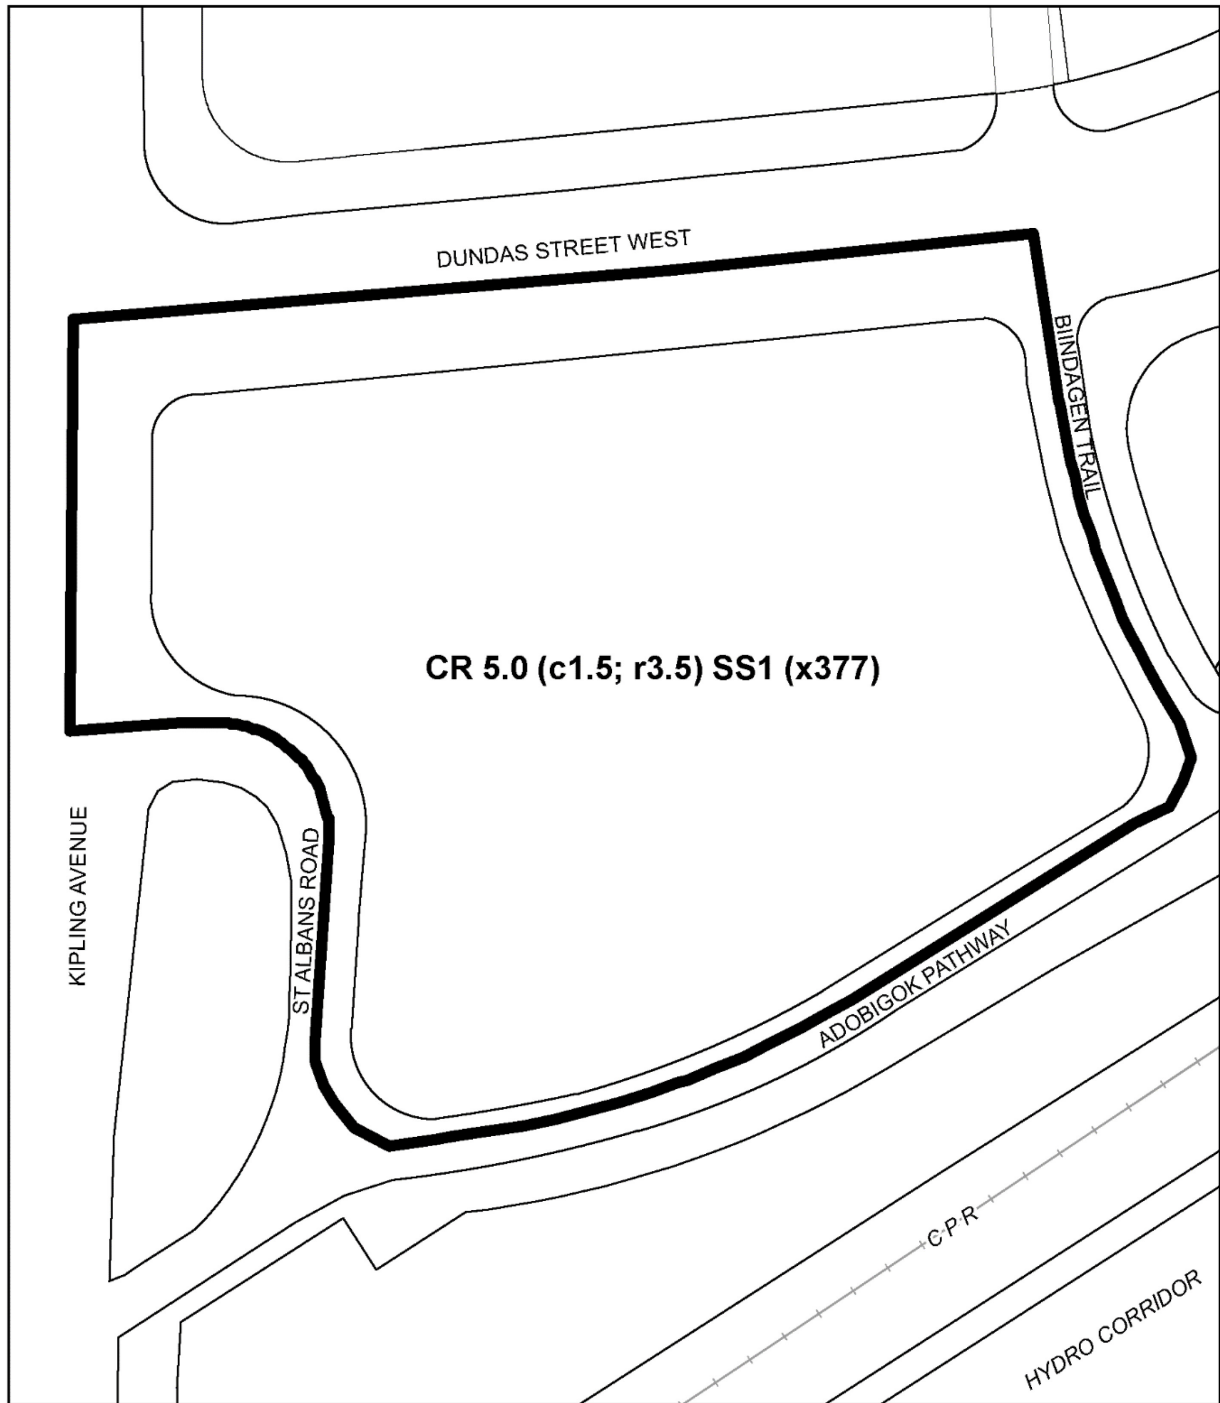 DUNDAS STREET WEST
BIINDAGEN TRAIL
CR 5.0 (c1.5; r3.5) SS1 (x377)
KIPLING AVENUE
ST ALBANS ROAD
ADOBIGOK PATHWAY
C-P-R
HYDRO CORRIDOR